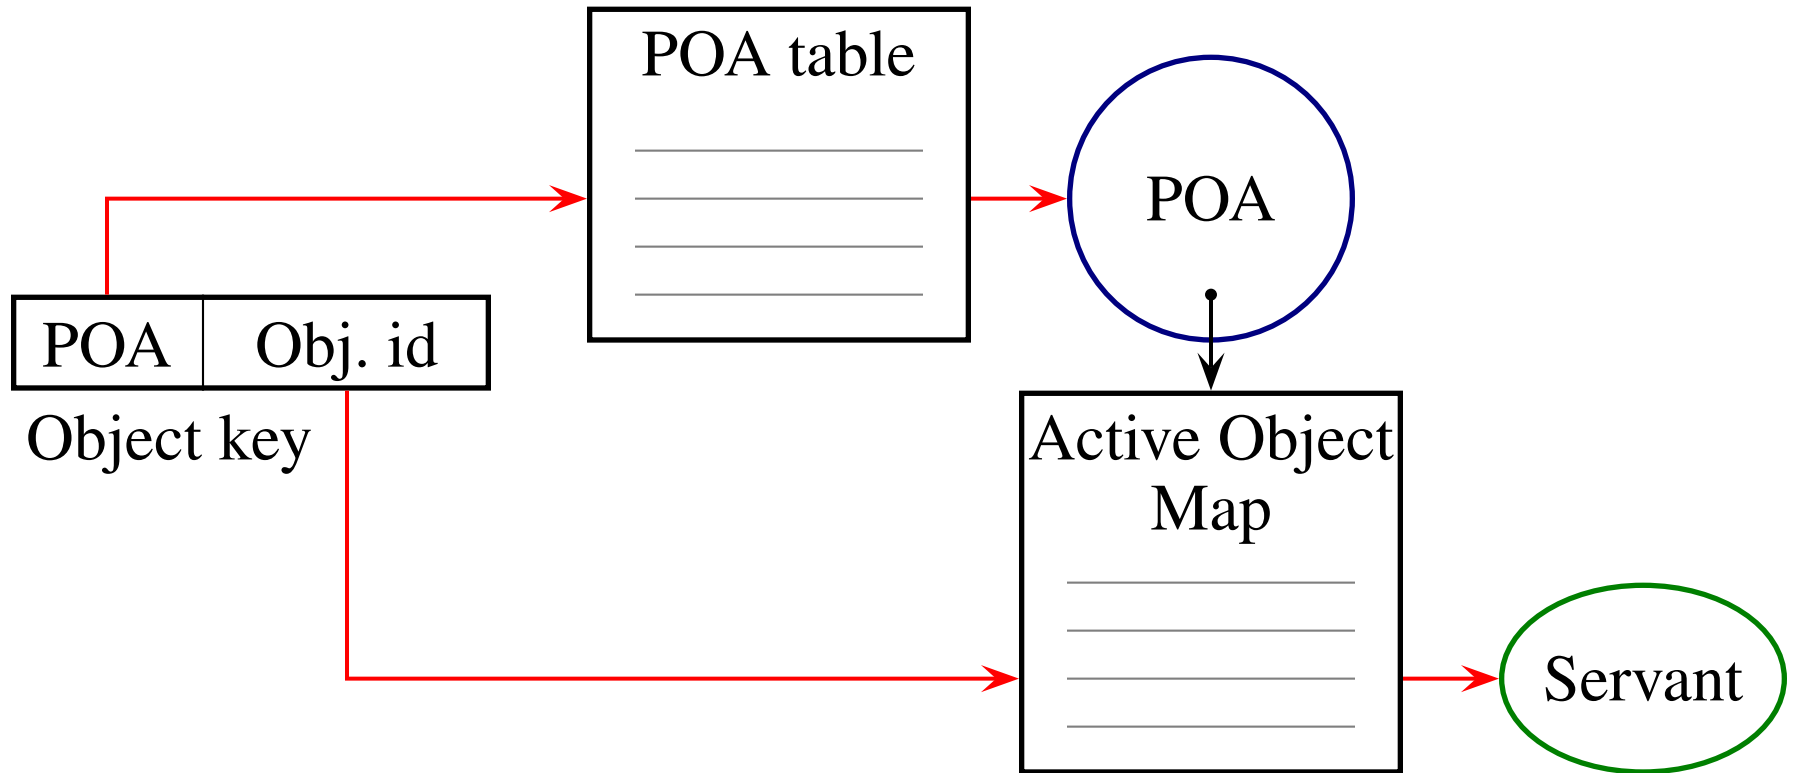 POA table
POA
POA
Obj. id
Object key
Active Object
Map
Servant